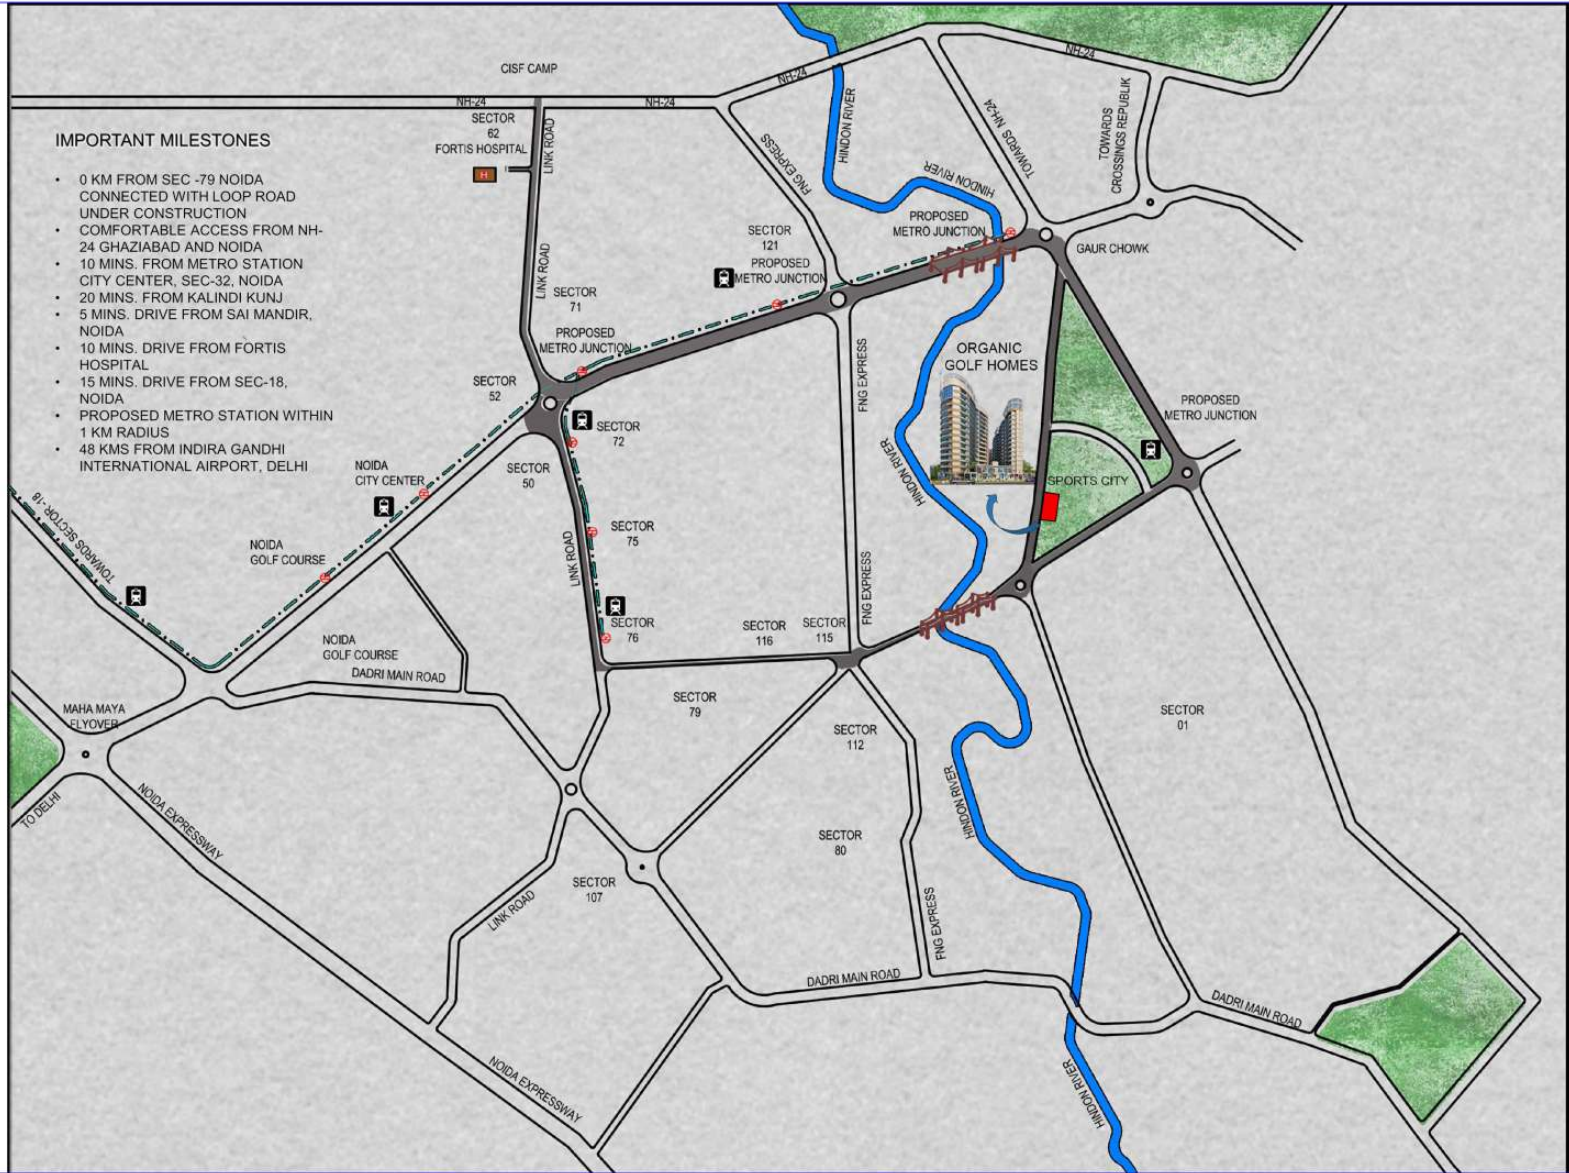 CISF CAMP
NH-24
NH-24
NH-24
NH-24
IMPORTANT MILESTONES
• 0 KM FROM SEC -79 NOIDA
CONNECTED WITH LOOP ROAD
UNDER CONSTRUCTION
• COMFORTABLE ACCESS FROM NH-
24 GHAZIABAD AND NOIDA
• 10 MINS. FROM METRO STATION
CITY CENTER, SEC-32, NOIDA
• 20 MINS. FROM KALINDI KUNJ
• 5 MINS. DRIVE FROM SAI MANDIR,
NOIDA
• 10 MINS. DRIVE FROM FORTIS
HOSPITAL
• 15 MINS. DRIVE FROM SEC-18,
NOIDA
• PROPOSED METRO STATION WITHIN
1 KM RADIUS
• 48 KMS FROM INDIRA GANDHI
INTERNATIONAL AIRPORT, DELHI
SECTOR
62
FORTIS HOSPITAL
H
LINK ROAD
LINK ROAD
FNG EXPRESS
HINDON RIVER
HINDON RIVER
TOWARDS NH-24
TOWARDS
CROSSINGS REPUBLIK
PROPOSED
METRO JUNCTION
GAUR CHOWK
SECTOR
121
PROPOSED
METRO JUNCTION
SECTOR
71
PROPOSED
METRO JUNCTION
SECTOR
52
ORGANIC
GOLF HOMES
FNG EXPRESS
PROPOSED
METRO JUNCTION
SECTOR
72
SECTOR
50
NOIDA
CITY CENTER
HINDON RIVER
SPORTS CITY
TOWARDS SECTOR -18
NOIDA
GOLF COURSE
SECTOR
75
LINK ROAD
FNG EXPRESS
SECTOR
76
SECTOR
116
SECTOR
115
NOIDA
GOLF COURSE
DADRI MAIN ROAD
SECTOR
79
MAHA MAYA
FLYOVER
SECTOR
112
SECTOR
01
TO DELHI
NOIDA EXPRESSWAY
HINDON RIVER
SECTOR
80
SECTOR
107
LINK ROAD
FNG EXPRESS
DADRI MAIN ROAD
DADRI MAIN ROAD
NOIDA EXPRESSWAY
HINDON RIVER